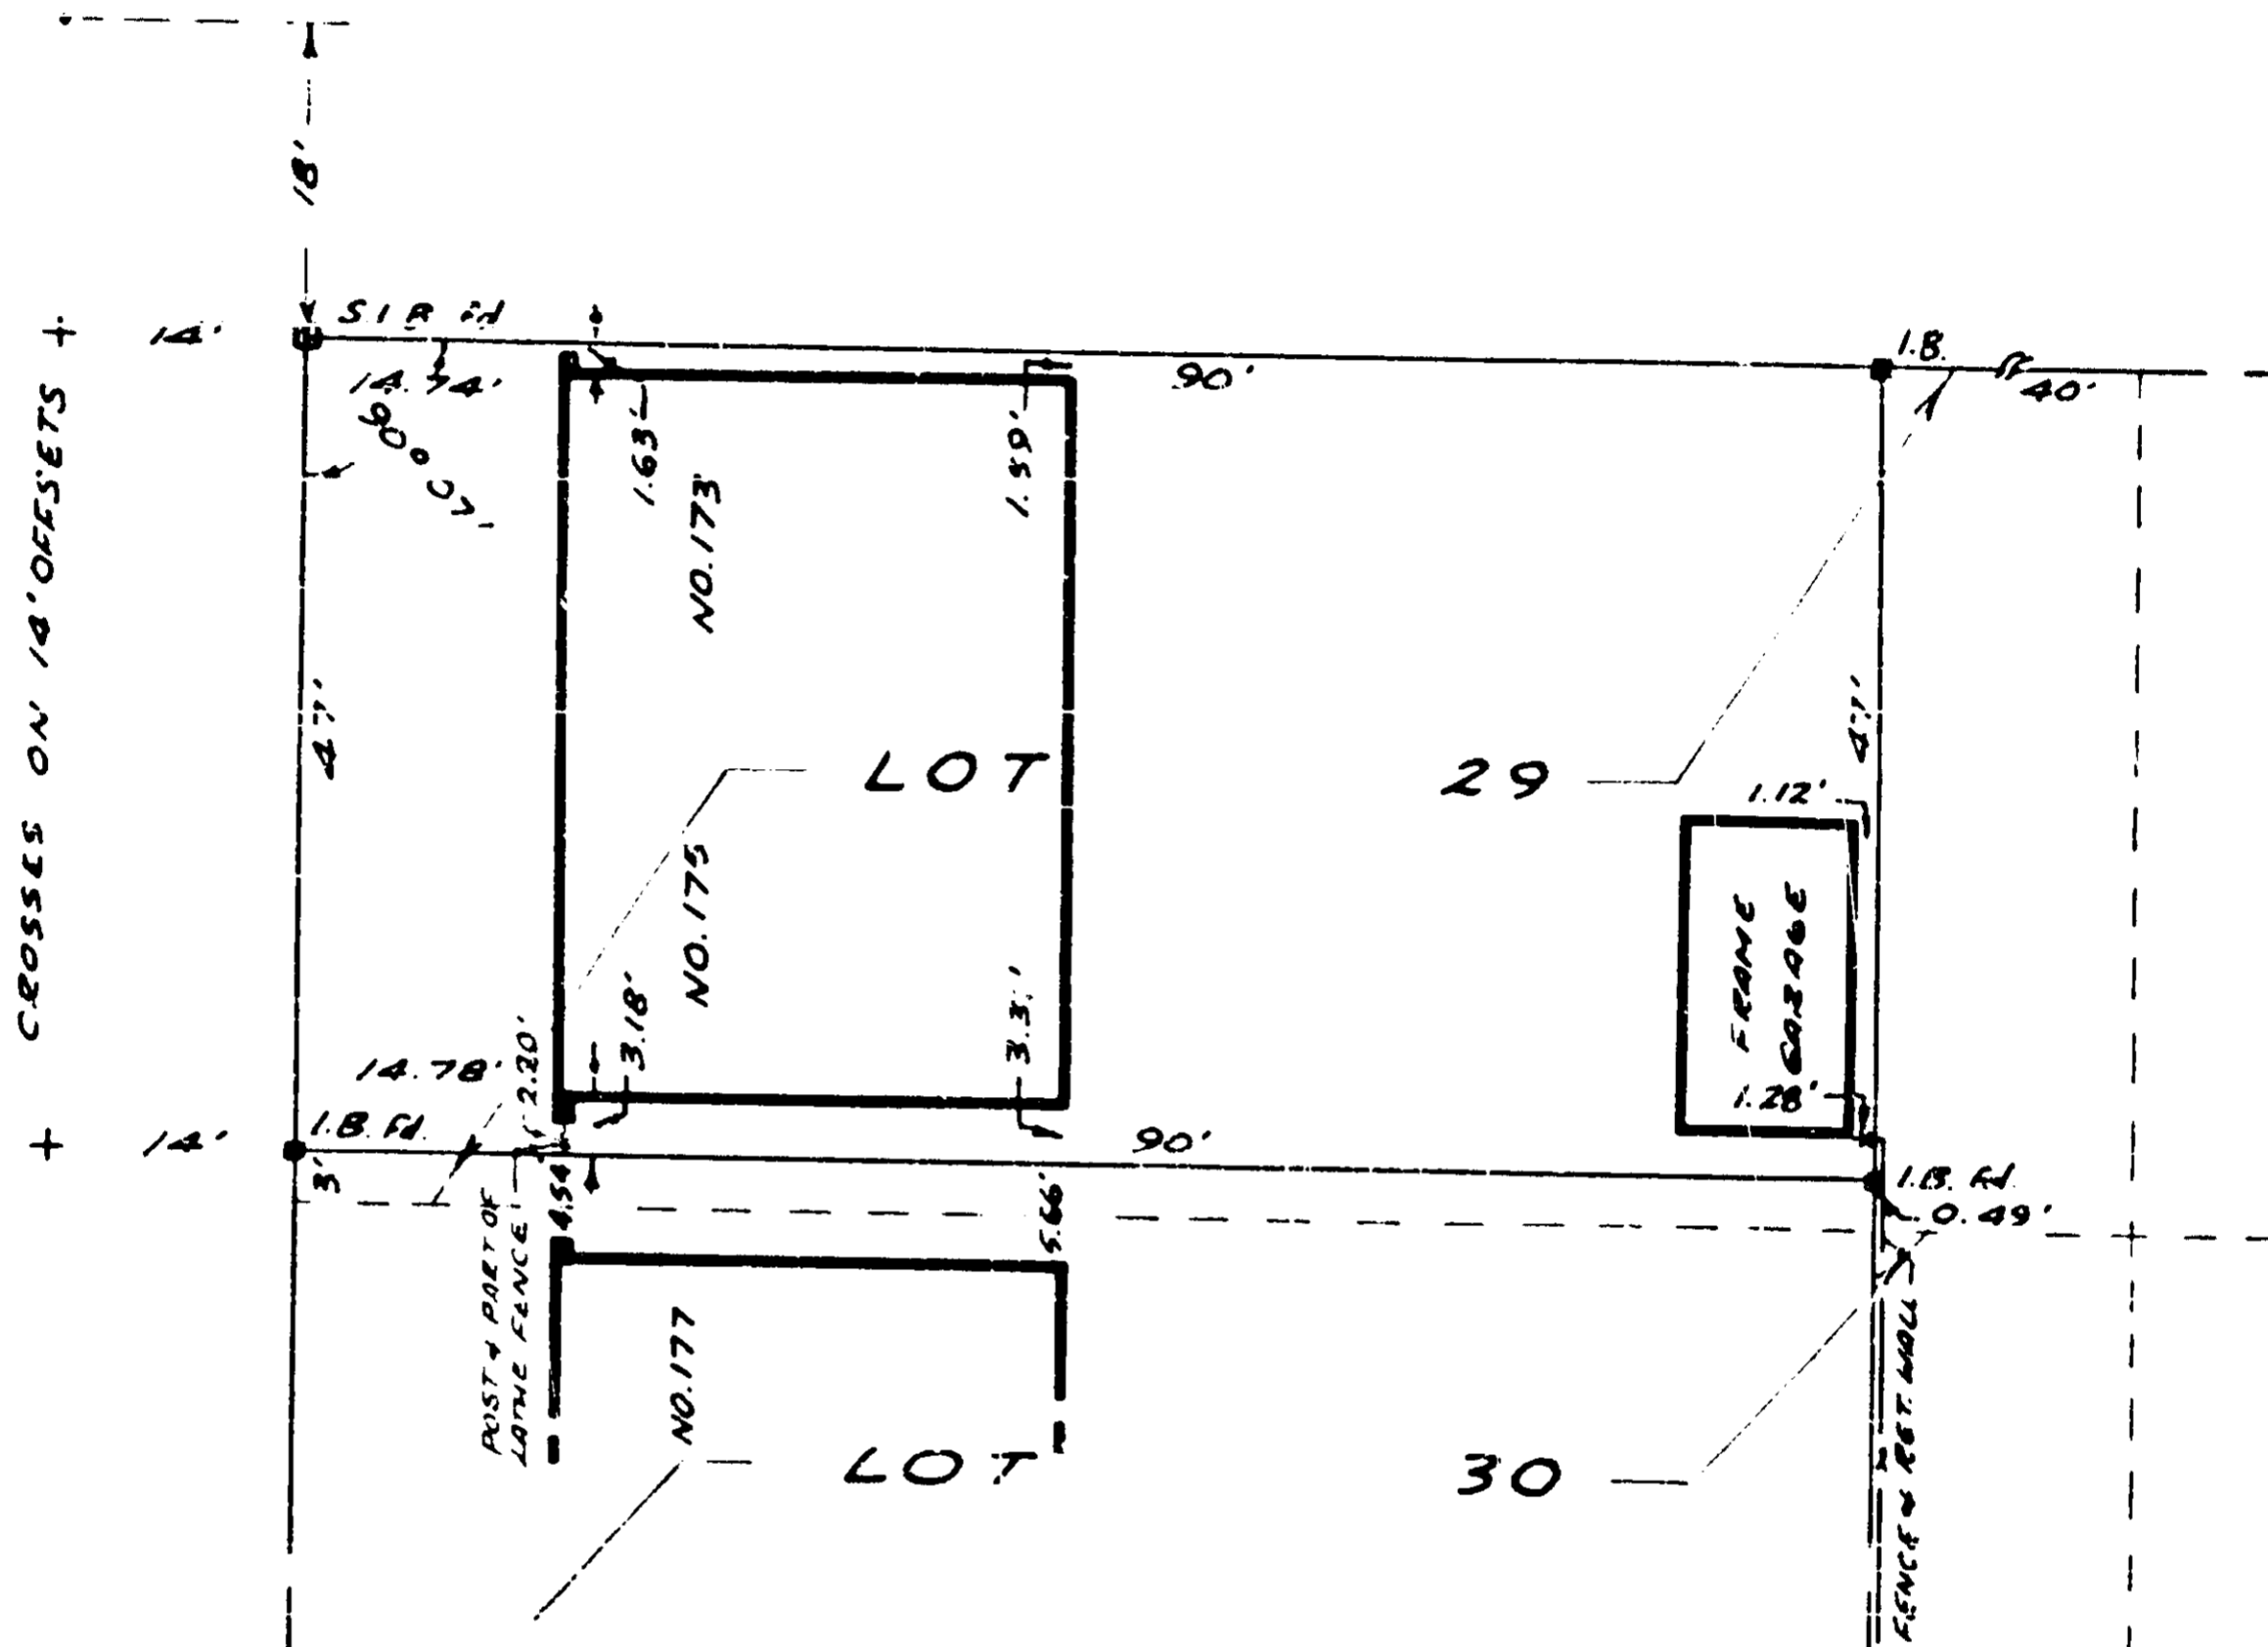 18'
S I B Fd
14'
14.74'
90° 01'
1.63'
1.59'
90'
I.B.
40'
CROSSES ON 14' OFFSETS
NO.173
47'
47'
LOT 29
1.12'
NO.175
FRAME
GARAGE
3.18'
2.20'
14.78'
1.28'
I.B. Fd.
14'
90'
3'
I.B. Fd.
0.49'
4.54
5.66'
POST & PART OF
LATHE FENCE
NO.177
FENCE & RET. WALL
LOT 30